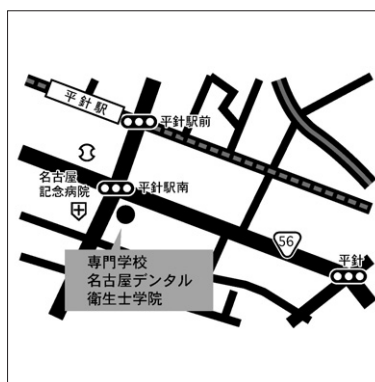 平針駅
平針駅前
名古屋
記念病院
平針駅南
56
平針
専門学校
名古屋デンタル
衛生士学院